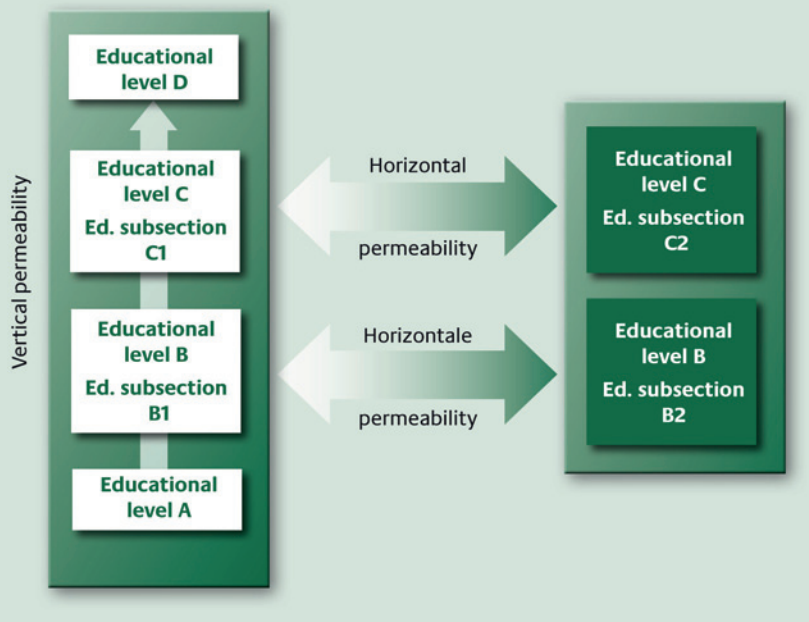 Vertical permeability
Educational
level D
Educational
level C
Ed. subsection
C1
Educational
level B
Ed. subsection
B1
Educational
level A
Horizontal
permeability
Horizontale
permeability
Educational
level C
Ed. subsection
C2
Educational
level B
Ed. subsection
B2